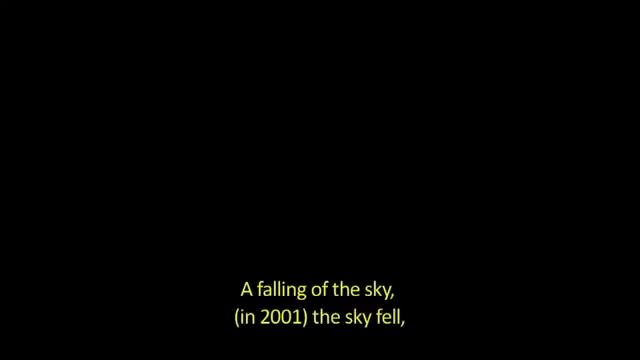 A falling of the sky,
(in 2001) the sky fell,